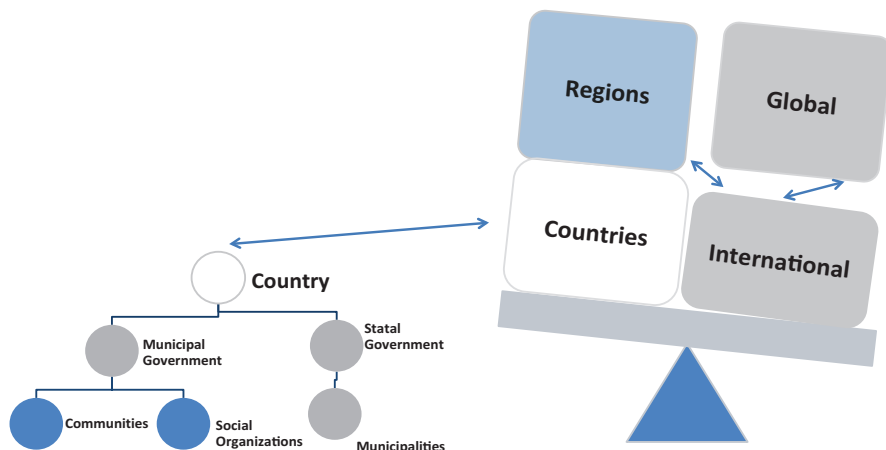 Regions
Global
Countries
International
Country
Municipal
Government
Statal
Government
Communities
Social
Organizations
Municipalities